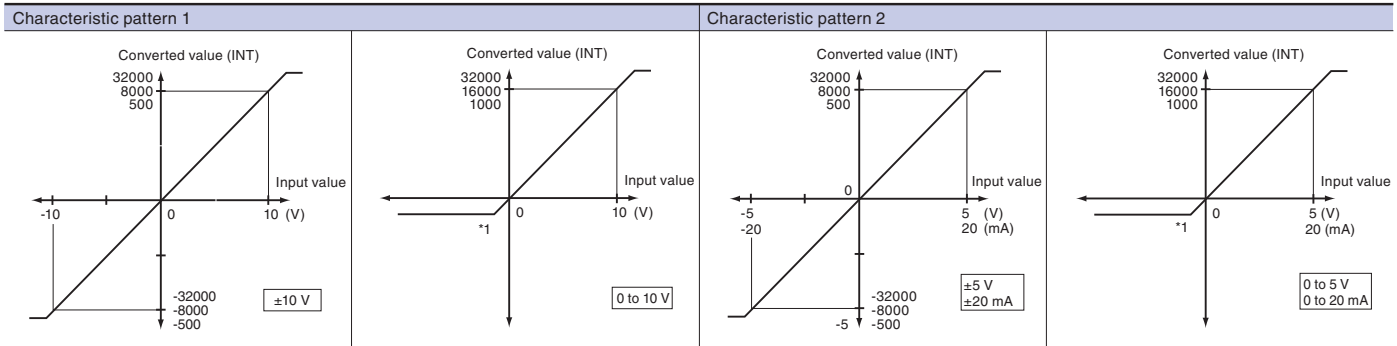 Characteristic pattern 1
Converted value (INT)
32000
8000
500
Input value
-10
0
10 (V)
-32000
-8000
-500
±10 V
Converted value (INT)
32000
16000
1000
Input value
0
10 (V)
*1
0 to 10 V
Characteristic pattern 2
Converted value (INT)
32000
8000
500
Input value
0
-5
5 (V)
-20
20 (mA)
-32000
-8000
-5 -500
±5 V
±20 mA
Converted value (INT)
32000
16000
1000
Input value
0
5 (V)
*1
20 (mA)
0 to 5 V
0 to 20 mA